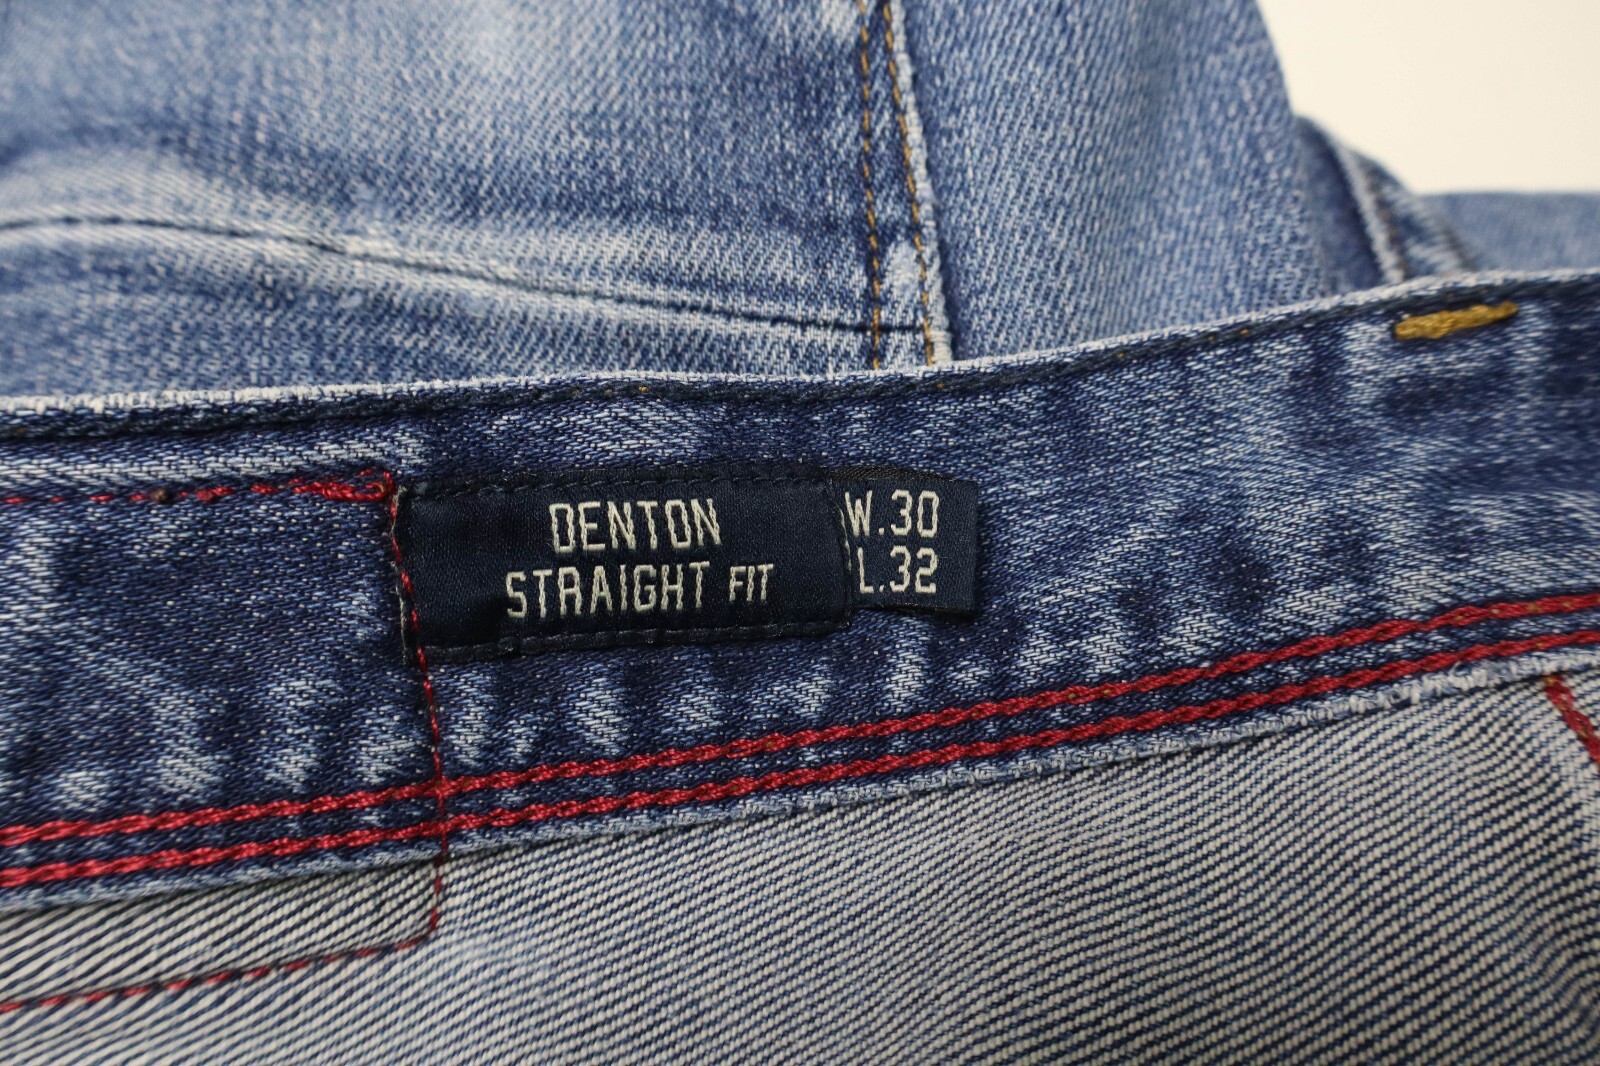 DENTON
STRAIGHT FIT
W.30
L.32